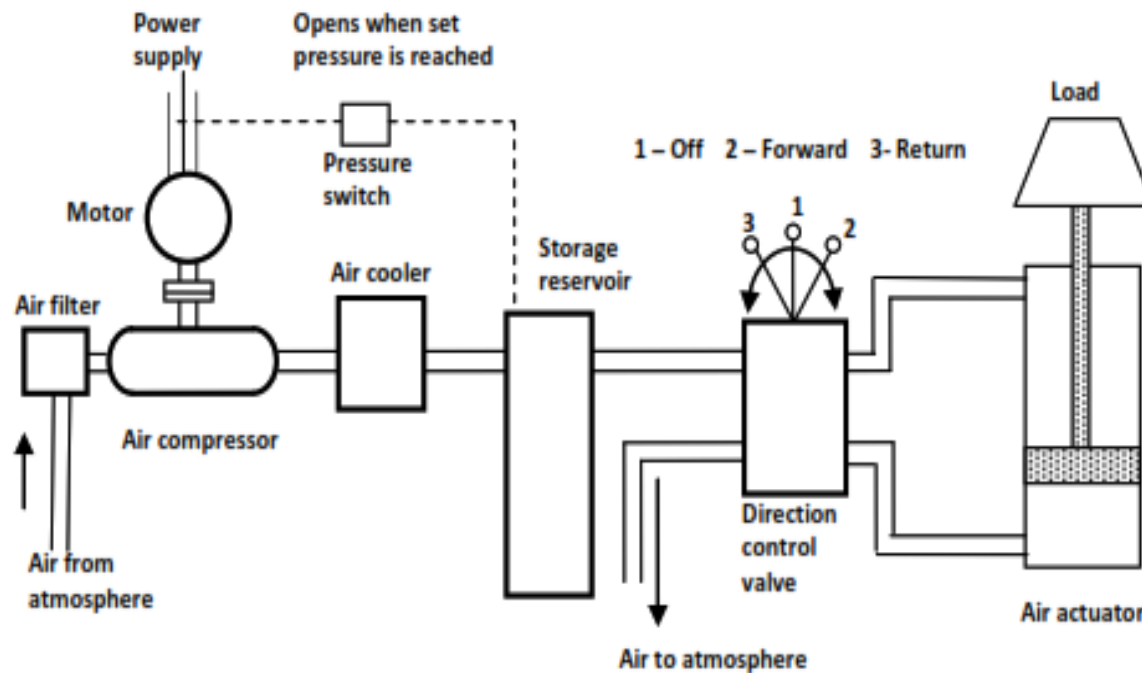 Power
supply
Opens when set
pressure is reached
Load
Pressure
switch
1 – Off 2 – Forward 3- Return
Motor
3
1
2
Storage
reservoir
Air cooler
Air filter
Air compressor
Direction
control
valve
Air from
atmosphere
Air actuator
Air to atmosphere